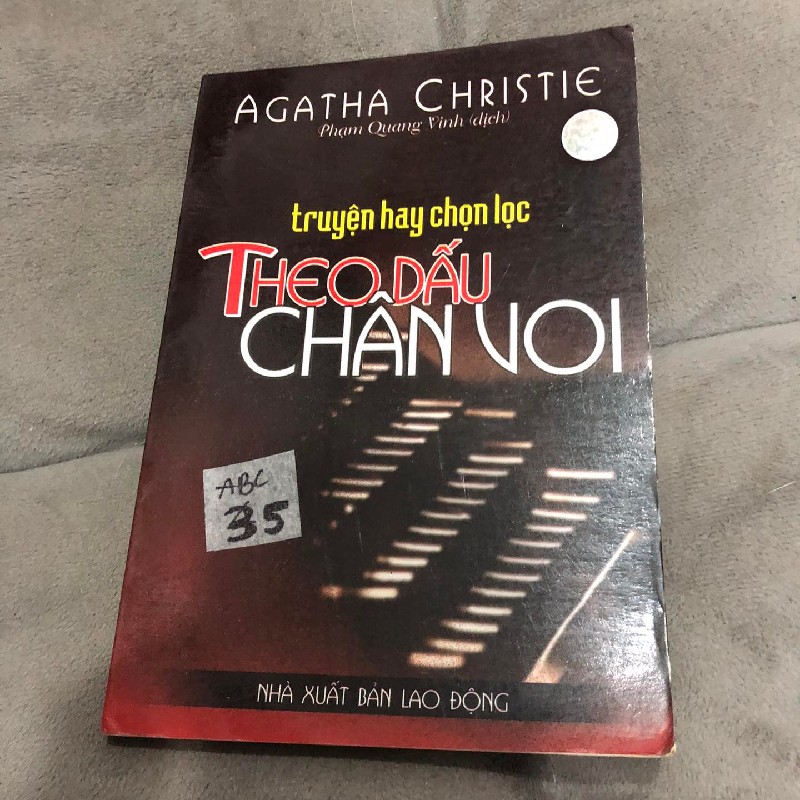 AGATHA CHRISTIE
Phạm Quang Vinh (dịch)
truyện hay chọn lọc
THEO DẤU
CHÂN VOI
ABC
35
NHÀ XUẤT BẢN LAO ĐỘNG